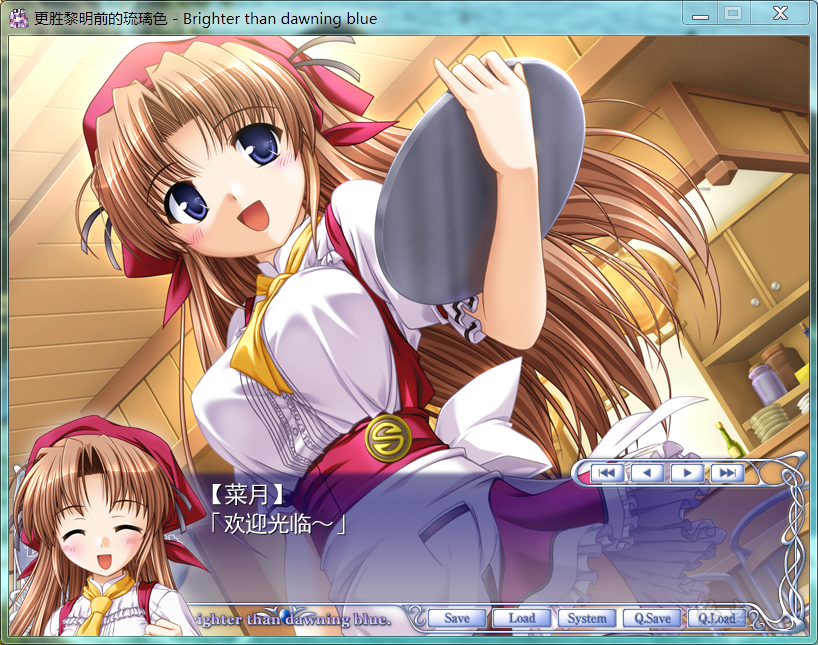 更胜黎明前的琉璃色 - Brighter than dawning blue
【菜月】
「欢迎光临～」
ighter than dawning blue.
Save
Load
System
Q.Save
Q.Load